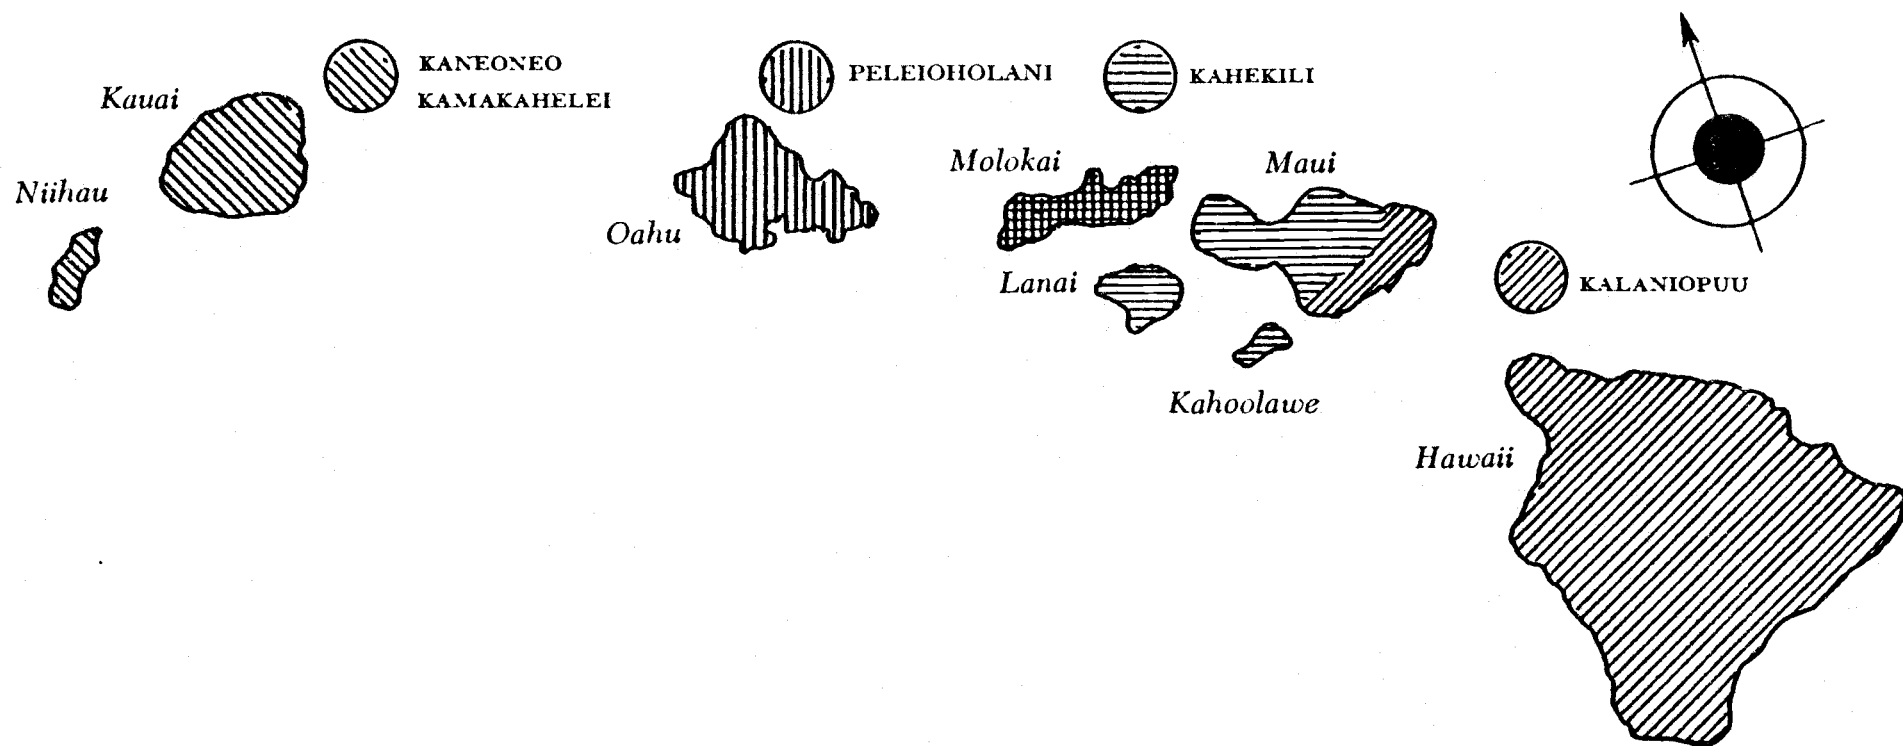 KANEONEO
KAMAKAHELEI
PELEIOHOLANI
KAHEKILI
Kauai
Niihau
Oahu
Molokai
Maui
Lanai
KALANIOPUU
Kahoolawe
Hawaii